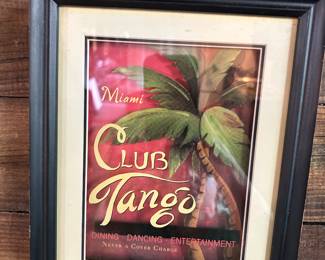 Miami
CLUB
Tango
DINING - DANCING - ENTERTAINMENT
NEVER A COVER CHARGE